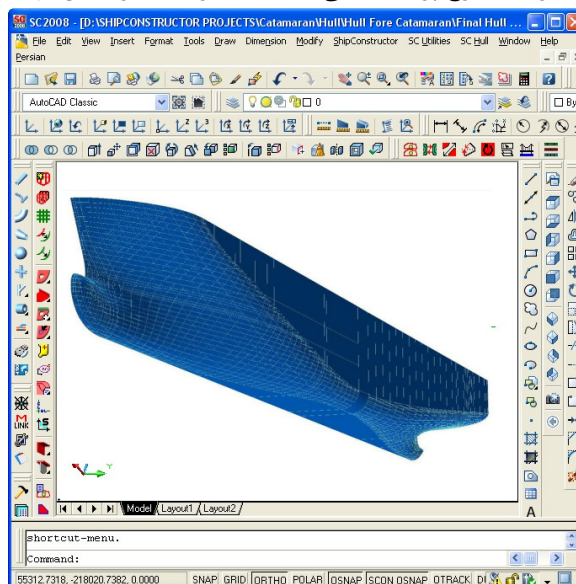 SC2008 - [D:\SHIPCONSTRUCTOR PROJECTS\Catamaran\Hull\Hull Fore Catamaran\Final Hull ...
File Edit View Insert Format Tools Draw Dimension Modify ShipConstructor SC Utilities SC Hull Window Help
Persian
AutoCAD Classic 0 By
M
LINK
A
Y
Model Layout1 Layout2
shortcut-menu.
Command:
55312.7318, -218020.7382, 0.0000 SNAP GRID ORTHO POLAR OSNAP SCON OSNAP OTRACK